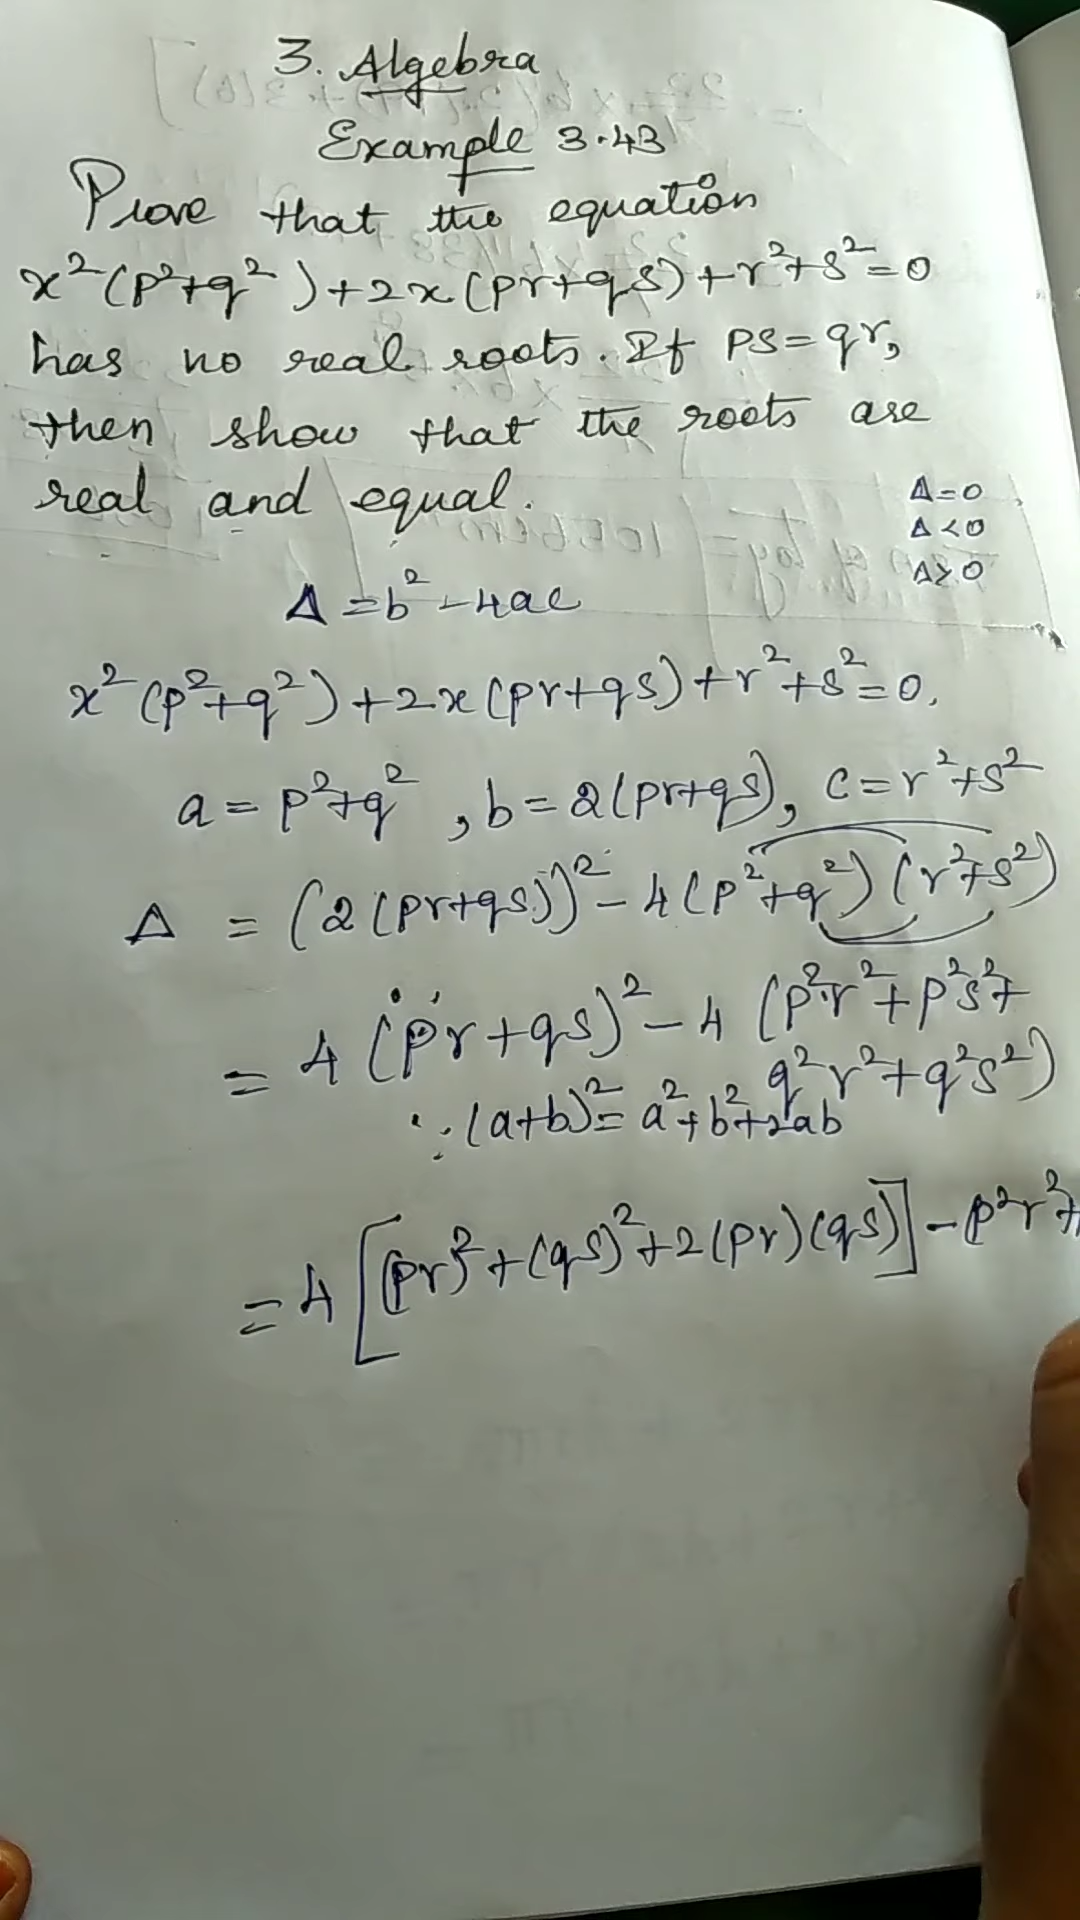 3. Algebra
Example 3.43
Prove that the equation
x²(p²+q²)+2x(pr+qs)+r²+s²=0
has no real roots. If ps=qr,
then show that the roots are
real and equal.
Δ=0
Δ<0
Δ>0
Δ=b²-4ac
x²(p²+q²)+2x(pr+qs)+r²+s²=0.
a=p²+q², b=2(pr+qs), c=r²+s²
Δ = (2(pr+qs))²-4(p²+q²)(r²+s²)
= 4(pr+qs)²-4(p²r²+p²s²+
q²r²+q²s²)
∵(a+b)²=a²+b²+2ab
=4[(pr)²+(qs)²+2(pr)(qs)]-(p²r²+